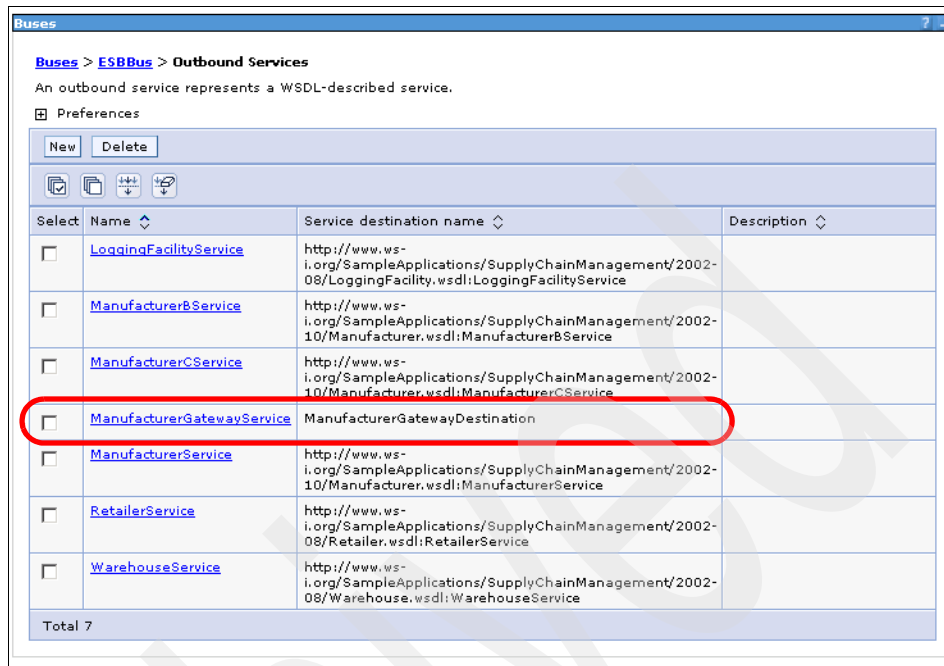 Buses
?
Buses > ESBBus > Outbound Services
An outbound service represents a WSDL-described service.
Preferences
New Delete
Select Name Service destination name Description
LoggingFacilityService http://www.ws-
i.org/SampleApplications/SupplyChainManagement/2002-
08/LoggingFacility.wsdl:LoggingFacilityService
ManufacturerBService http://www.ws-
i.org/SampleApplications/SupplyChainManagement/2002-
10/Manufacturer.wsdl:ManufacturerBService
ManufacturerCService http://www.ws-
i.org/SampleApplications/SupplyChainManagement/2002-
10/Manufacturer.wsdl:ManufacturerCService
ManufacturerGatewayService ManufacturerGatewayDestination
ManufacturerService http://www.ws-
i.org/SampleApplications/SupplyChainManagement/2002-
10/Manufacturer.wsdl:ManufacturerService
RetailerService http://www.ws-
i.org/SampleApplications/SupplyChainManagement/2002-
08/Retailer.wsdl:RetailerService
WarehouseService http://www.ws-
i.org/SampleApplications/SupplyChainManagement/2002-
08/Warehouse.wsdl:WarehouseService
Total 7